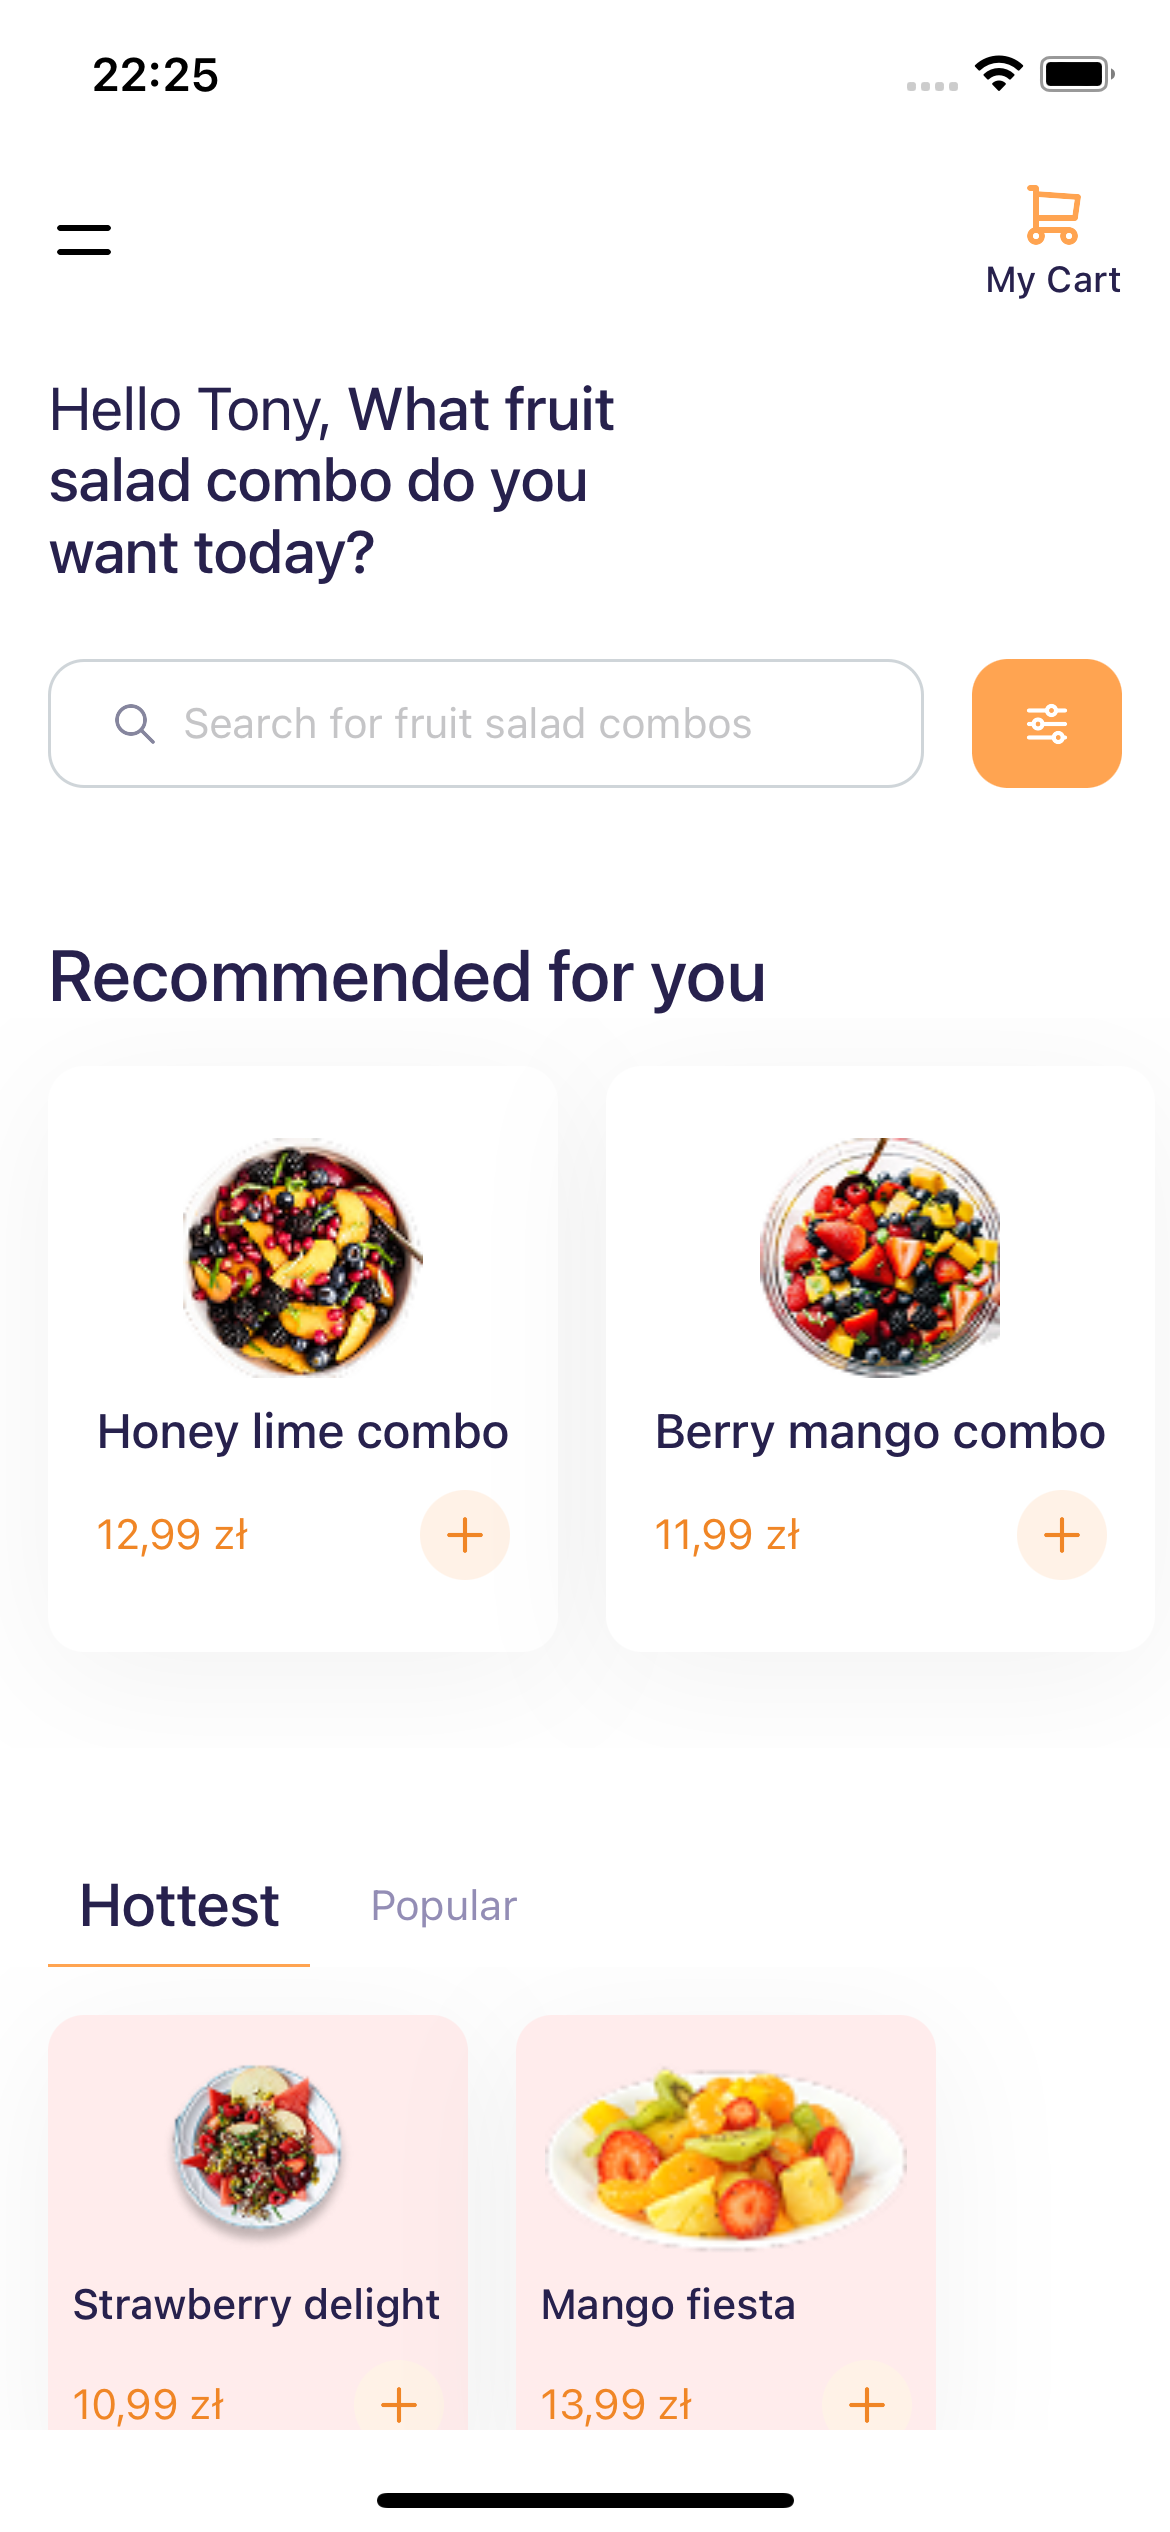 22:25
My Cart
Hello Tony, What fruit
salad combo do you
want today?
Search for fruit salad combos
Recommended for you
Honey lime combo
Berry mango combo
12,99 zł
11,99 zł
Hottest
Popular
Strawberry delight
Mango fiesta
10,99 zł
13,99 zł